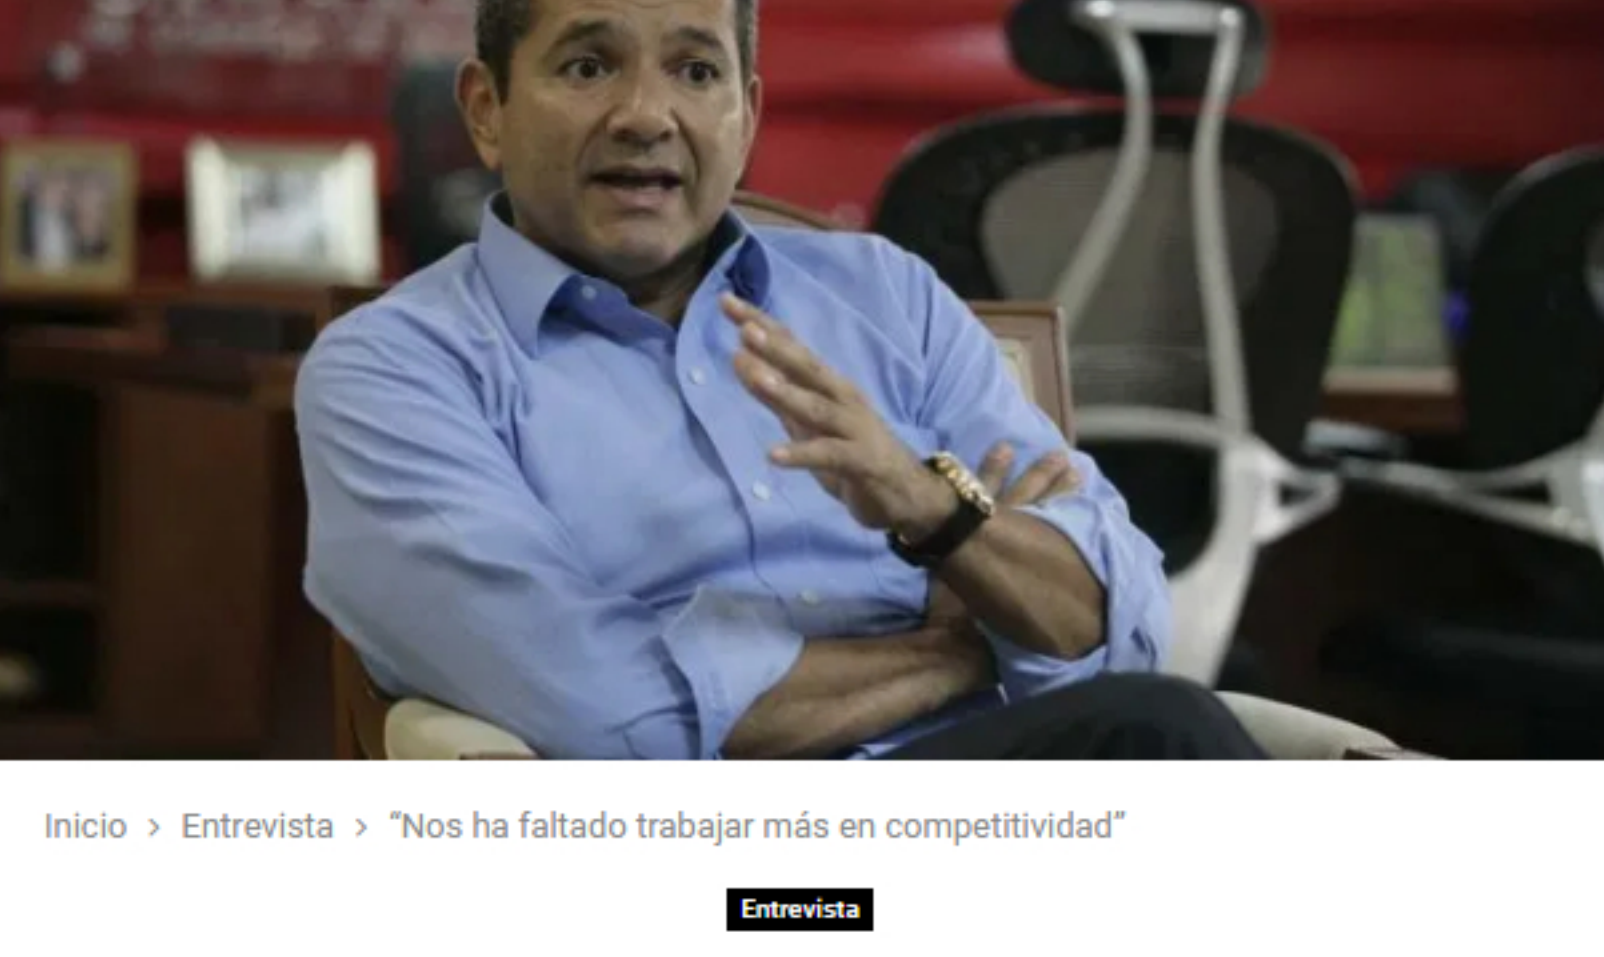 Inicio > Entrevista > “Nos ha faltado trabajar más en competitividad”
Entrevista